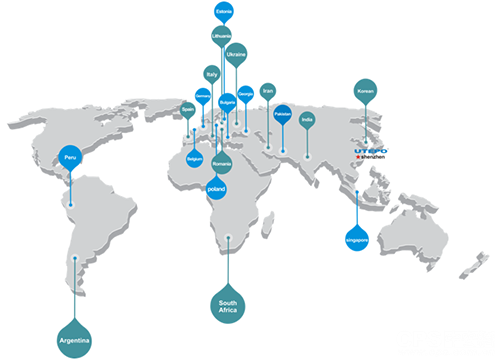 Estonia
Lithuania
Ukraine
Italy
Germany
Georgia
Iran
Korean
Spain
Bulgaria
Pakistan
India
Belgium
Romania
UTEPO
shenzhen
Peru
poland
singapore
South
Africa
Argentina